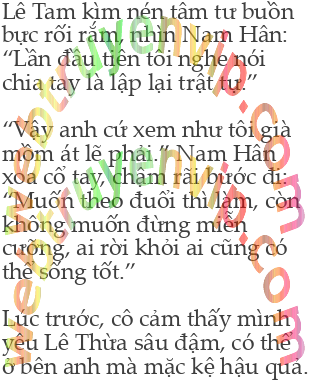 Lê Tam kìm nén tâm tư buồn
bực rối rắm, nhìn Nam Hân:
“Lần đầu tiên tôi nghe nói
chia tay là lập lại trật tự.”
“Vậy anh cứ xem như tôi già
mồm át lẽ phải.” Nam Hân
xoa cổ tay, chậm rãi bước đi:
“Muốn theo đuổi thì làm, còn
không muốn đừng miễn
cưỡng, ai rời khỏi ai cũng có
thể sống tốt.”
Lúc trước, cô cảm thấy mình
yêu Lê Thừa sâu đậm, có thể
ở bên anh mà mặc kệ hậu quả.
webtruyenvip.com
webtruyenvip.com